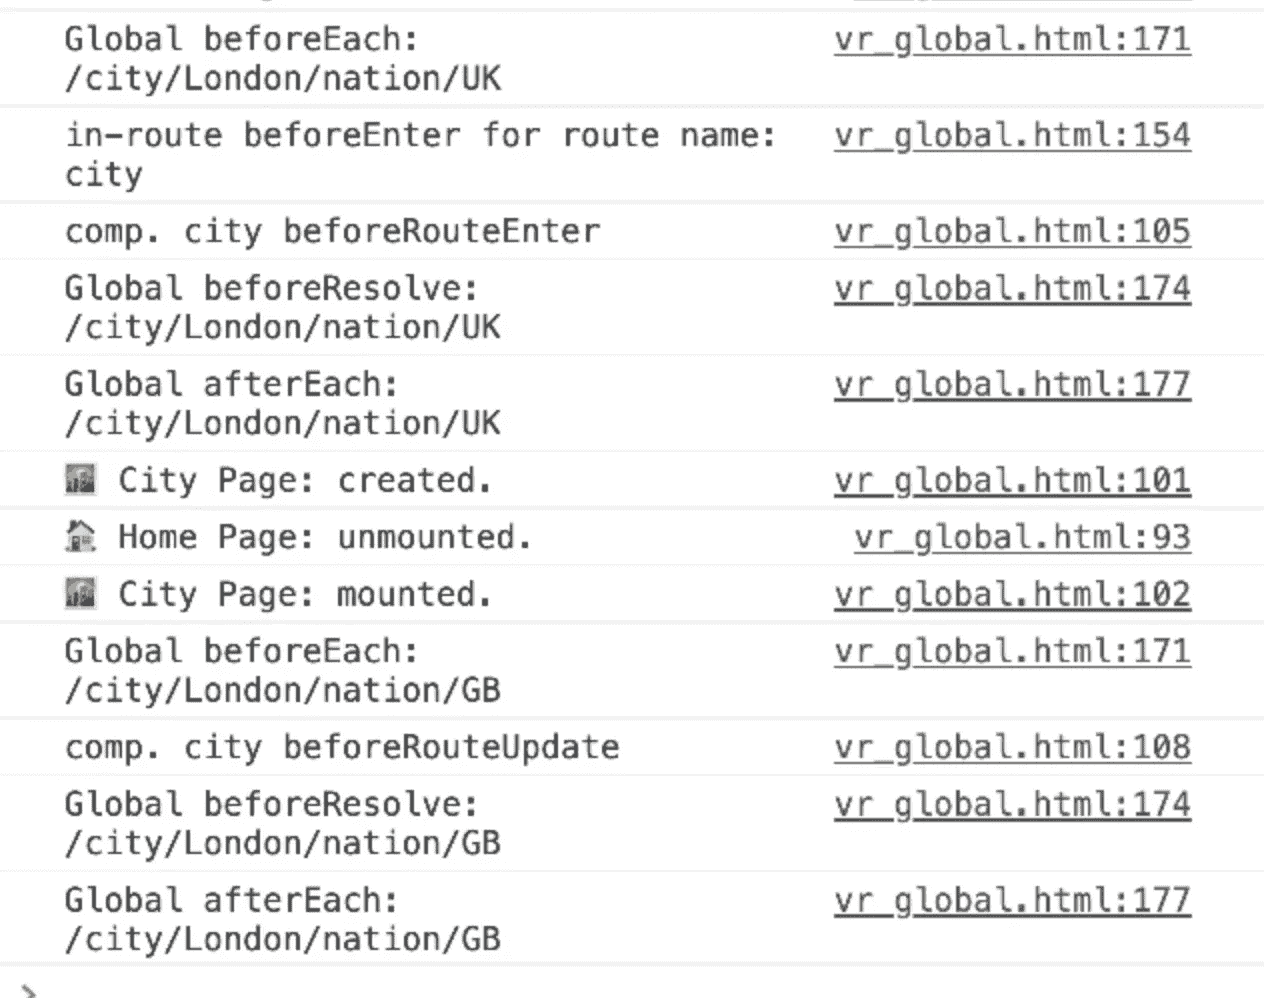 Global beforeEach: vr_global.html:171
/city/London/nation/UK
in-route beforeEnter for route name: vr_global.html:154
city
comp. city beforeRouteEnter vr_global.html:105
Global beforeResolve: vr_global.html:174
/city/London/nation/UK
Global afterEach: vr_global.html:177
/city/London/nation/UK
City Page: created. vr_global.html:101
Home Page: unmounted. vr_global.html:93
City Page: mounted. vr_global.html:102
Global beforeEach: vr_global.html:171
/city/London/nation/GB
comp. city beforeRouteUpdate vr_global.html:108
Global beforeResolve: vr_global.html:174
/city/London/nation/GB
Global afterEach: vr_global.html:177
/city/London/nation/GB